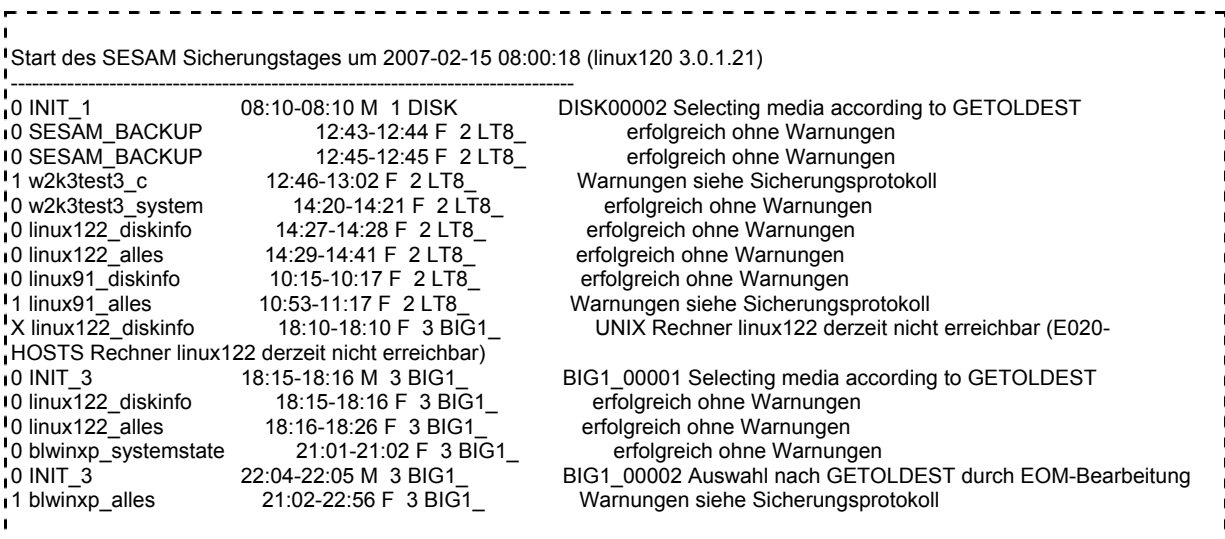 Start des SESAM Sicherungstages um 2007-02-15 08:00:18 (linux120 3.0.1.21)
--------------------------------------------------------------------------------
0 INIT_1 08:10-08:10 M 1 DISK DISK00002 Selecting media according to GETOLDEST
0 SESAM_BACKUP 12:43-12:44 F 2 LT8_ erfolgreich ohne Warnungen
0 SESAM_BACKUP 12:45-12:45 F 2 LT8_ erfolgreich ohne Warnungen
1 w2k3test3_c 12:46-13:02 F 2 LT8_ Warnungen siehe Sicherungsprotokoll
0 w2k3test3_system 14:20-14:21 F 2 LT8_ erfolgreich ohne Warnungen
0 linux122_diskinfo 14:27-14:28 F 2 LT8_ erfolgreich ohne Warnungen
0 linux122_alles 14:29-14:41 F 2 LT8_ erfolgreich ohne Warnungen
0 linux91_diskinfo 10:15-10:17 F 2 LT8_ erfolgreich ohne Warnungen
1 linux91_alles 10:53-11:17 F 2 LT8_ Warnungen siehe Sicherungsprotokoll
X linux122_diskinfo 18:10-18:10 F 3 BIG1_ UNIX Rechner linux122 derzeit nicht erreichbar (E020-
HOSTS Rechner linux122 derzeit nicht erreichbar)
0 INIT_3 18:15-18:16 M 3 BIG1_ BIG1_00001 Selecting media according to GETOLDEST
0 linux122_diskinfo 18:15-18:16 F 3 BIG1_ erfolgreich ohne Warnungen
0 linux122_alles 18:16-18:26 F 3 BIG1_ erfolgreich ohne Warnungen
0 blwinxp_systemstate 21:01-21:02 F 3 BIG1_ erfolgreich ohne Warnungen
0 INIT_3 22:04-22:05 M 3 BIG1_ BIG1_00002 Auswahl nach GETOLDEST durch EOM-Bearbeitung
1 blwinxp_alles 21:02-22:56 F 3 BIG1_ Warnungen siehe Sicherungsprotokoll